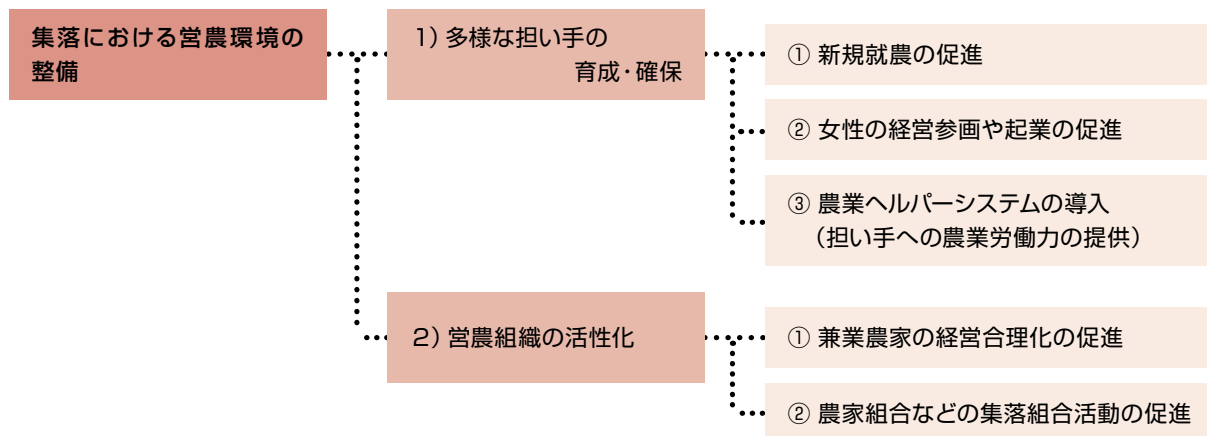 集落における営農環境の
整備
1）多様な担い手の
育成・確保
① 新規就農の促進
② 女性の経営参画や起業の促進
③ 農業ヘルパーシステムの導入
（担い手への農業労働力の提供）
2）営農組織の活性化
① 兼業農家の経営合理化の促進
② 農家組合などの集落組合活動の促進